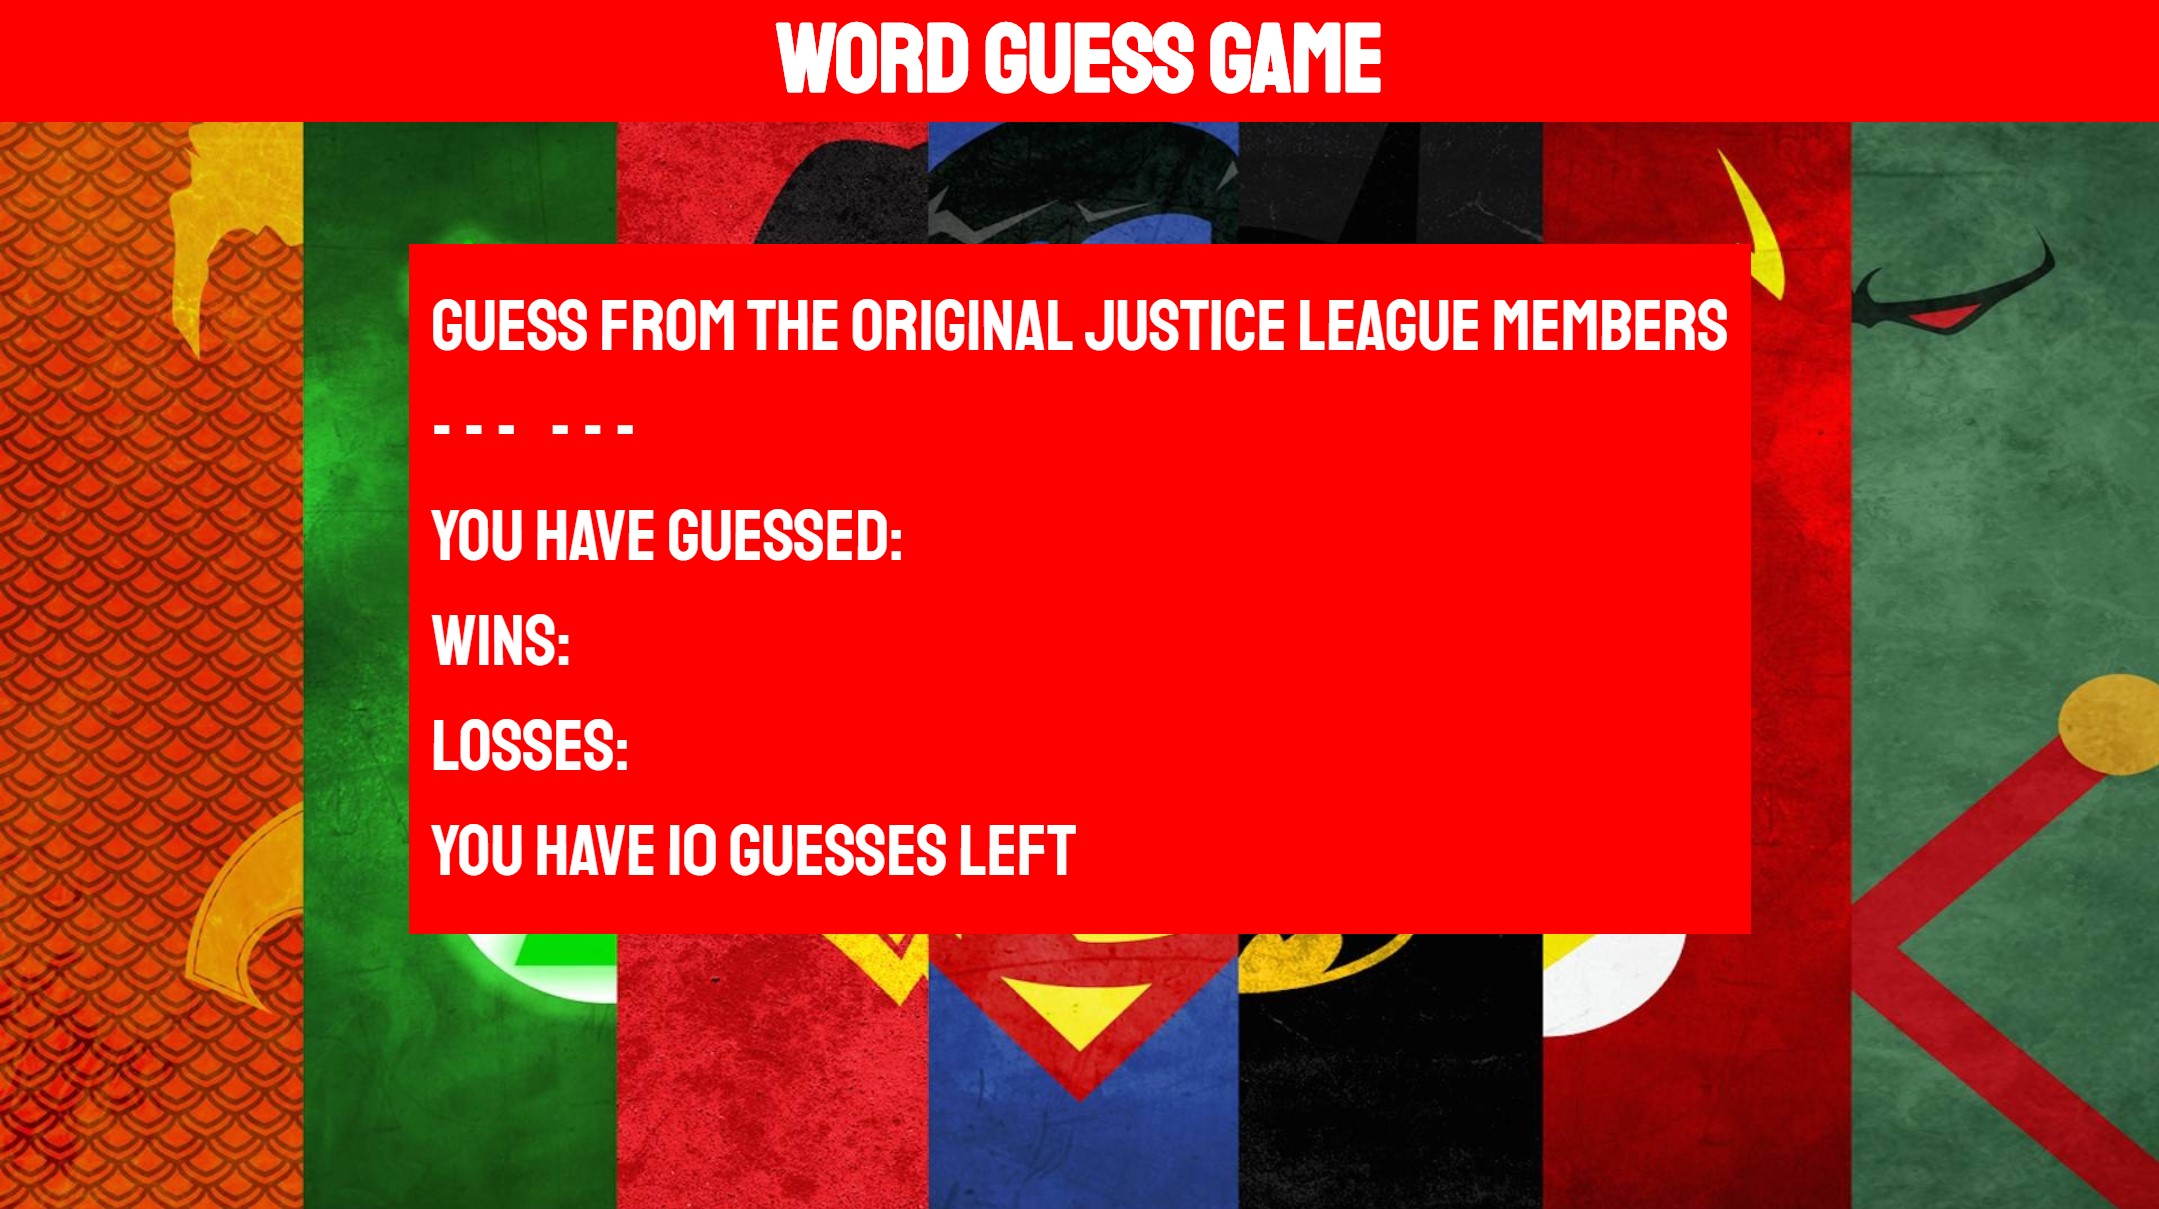 WORD GUESS GAME
GUESS FROM THE ORIGINAL JUSTICE LEAGUE MEMBERS
- - -  - - -
YOU HAVE GUESSED:
WINS:
LOSSES:
YOU HAVE 10 GUESSES LEFT